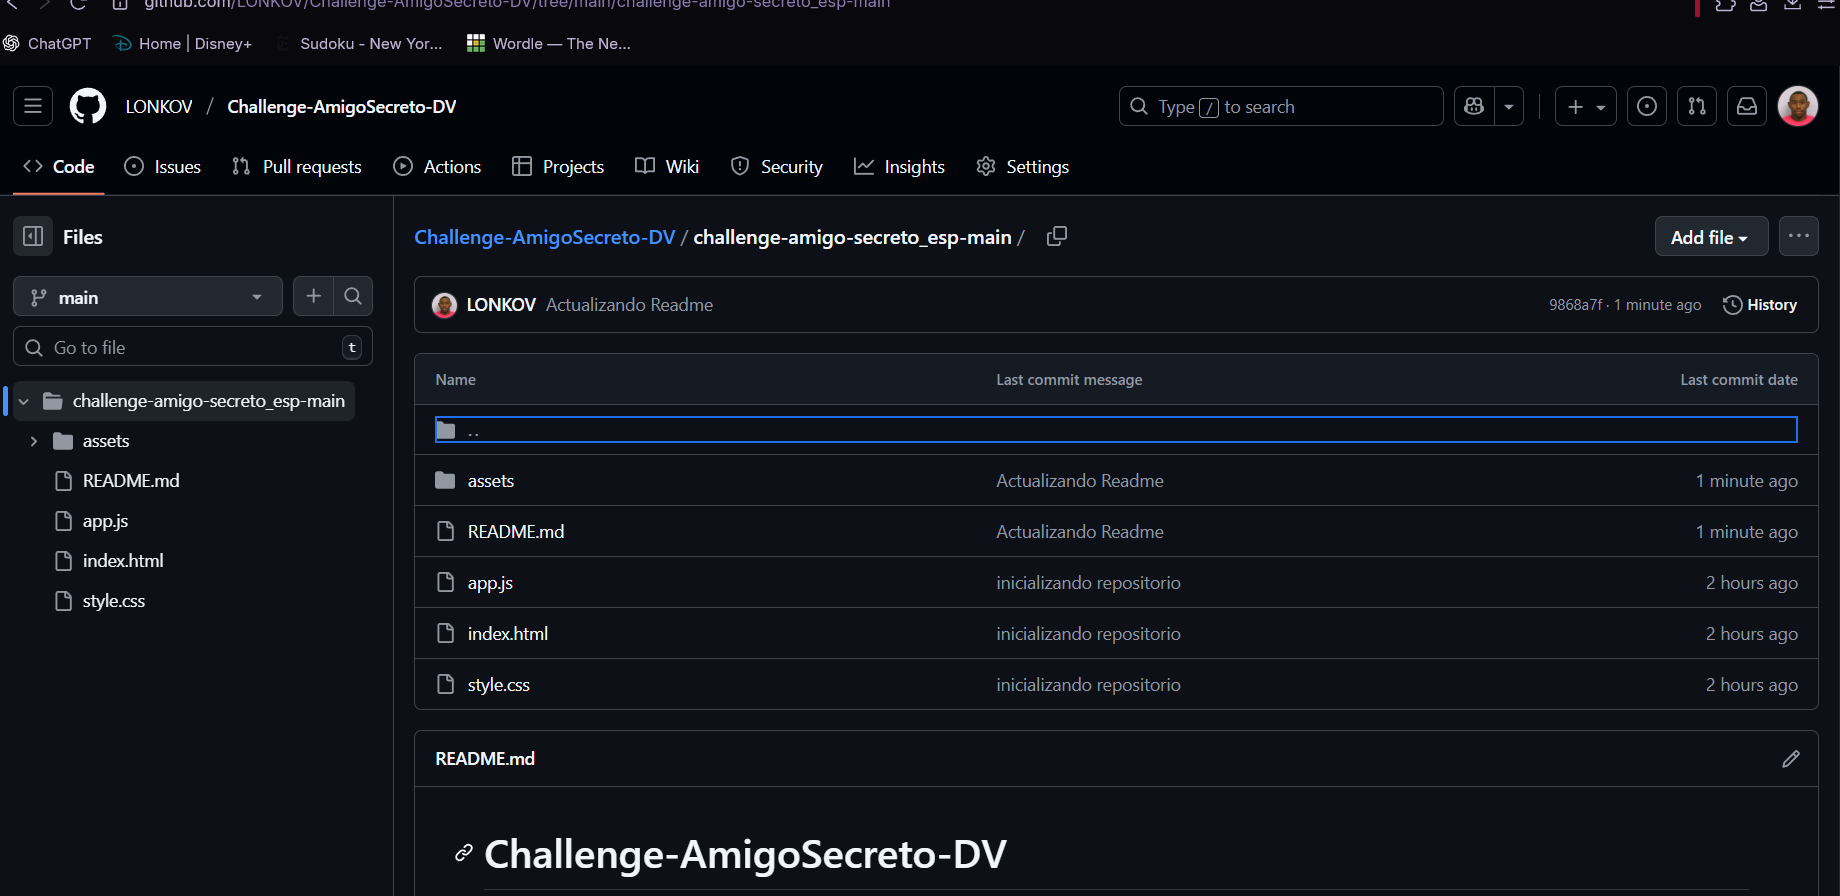 github.com/LONKOV/Challenge-AmigoSecreto-DV/tree/main/challenge-amigo-secreto_esp-main
ChatGPT Home | Disney+ Sudoku - New Yor... Wordle — The Ne...
LONKOV / Challenge-AmigoSecreto-DV Type / to search
Code Issues Pull requests Actions Projects Wiki Security Insights Settings
Files
main
Go to file t
challenge-amigo-secreto_esp-main
assets
README.md
app.js
index.html
style.css
Challenge-AmigoSecreto-DV / challenge-amigo-secreto_esp-main / Add file
LONKOV Actualizando Readme 9868a7f · 1 minute ago History
Name Last commit message Last commit date
..
assets Actualizando Readme 1 minute ago
README.md Actualizando Readme 1 minute ago
app.js inicializando repositorio 2 hours ago
index.html inicializando repositorio 2 hours ago
style.css inicializando repositorio 2 hours ago
README.md
Challenge-AmigoSecreto-DV